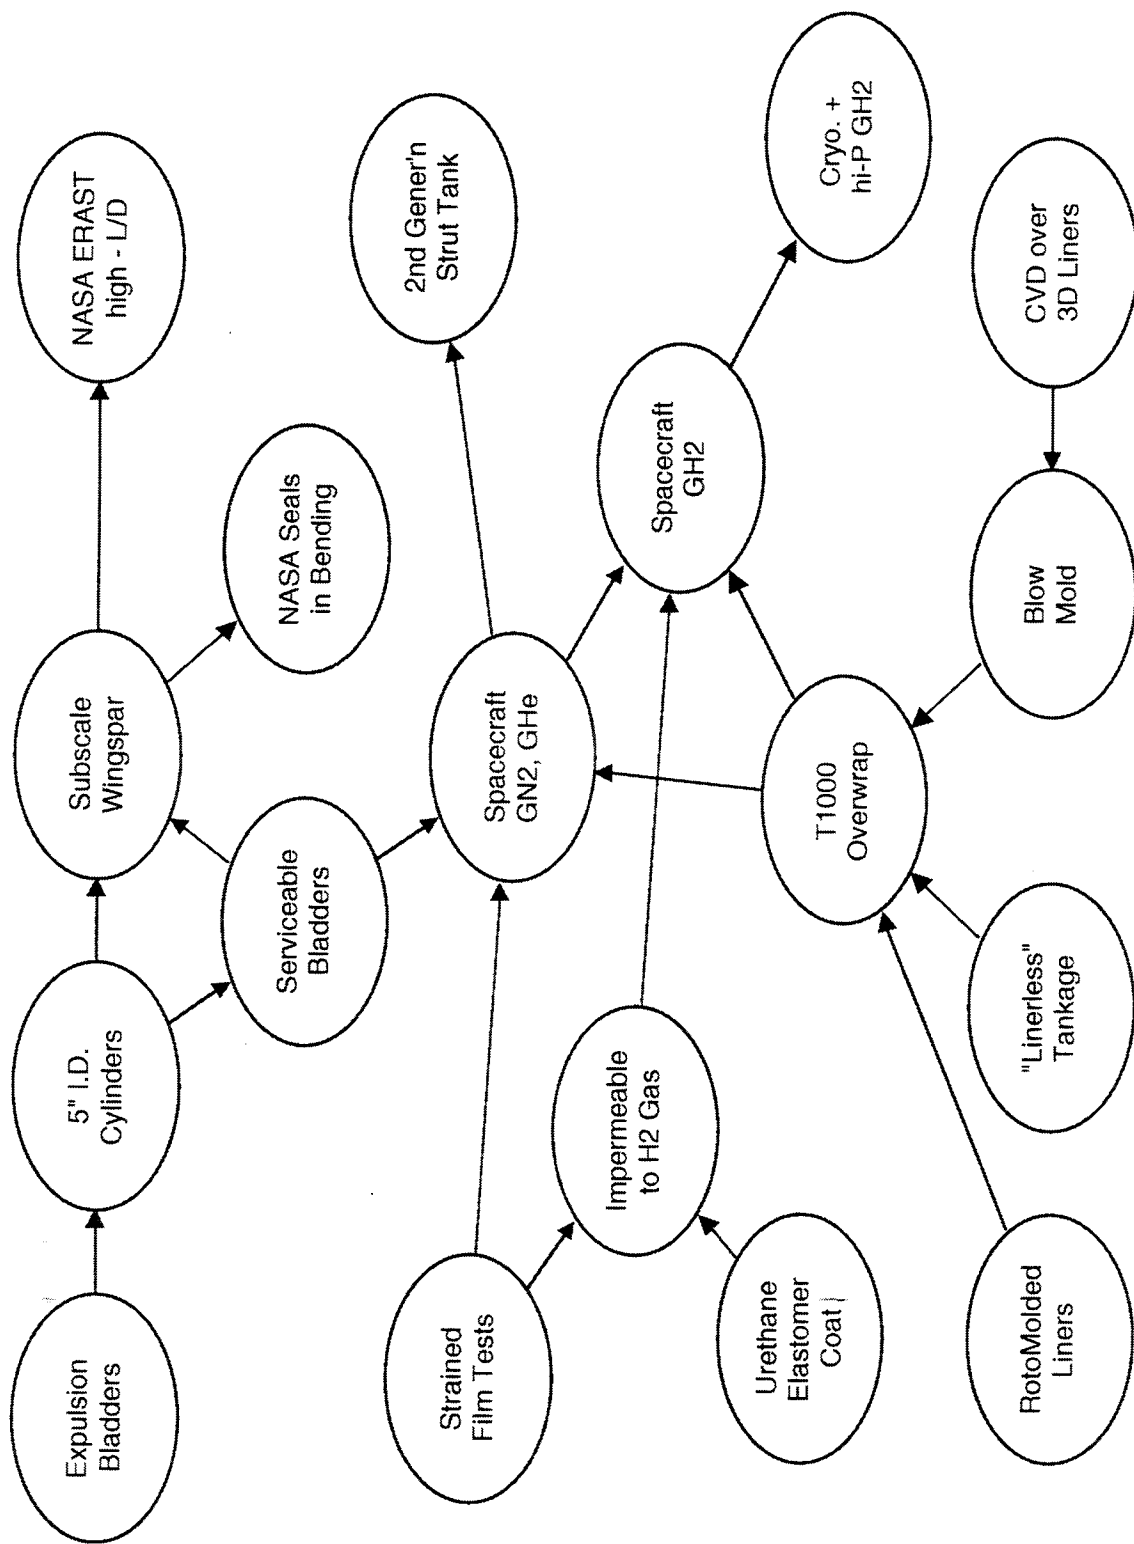 Expulsion
Bladders
5" I.D.
Cylinders
Subscale
Wingspar
NASA ERAST
high - L/D
Serviceable
Bladders
NASA Seals
in Bending
Strained
Film Tests
Spacecraft
GN2, GHe
2nd Gener'n
Strut Tank
Impermeable
to H2 Gas
Spacecraft
GH2
Urethane
Elastomer
Coat
T1000
Overwrap
Cryo. +
hi-P GH2
RotoMolded
Liners
"Linerless"
Tankage
Blow
Mold
CVD over
3D Liners